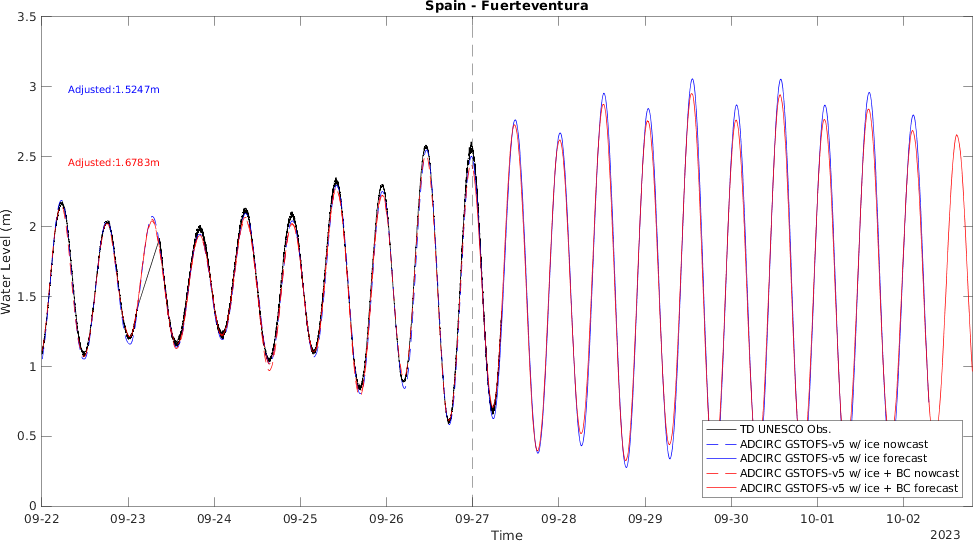 Spain - Fuerteventura
3.5
3
2.5
2
1.5
1
0.5
0
Water Level (m)
Adjusted:1.5247m
Adjusted:1.6783m
TD UNESCO Obs.
ADCIRC GSTOFS-v5 w/ ice nowcast
ADCIRC GSTOFS-v5 w/ ice forecast
ADCIRC GSTOFS-v5 w/ ice + BC nowcast
ADCIRC GSTOFS-v5 w/ ice + BC forecast
09-22 09-23 09-24 09-25 09-26 09-27 09-28 09-29 09-30 10-01 10-02
Time
2023